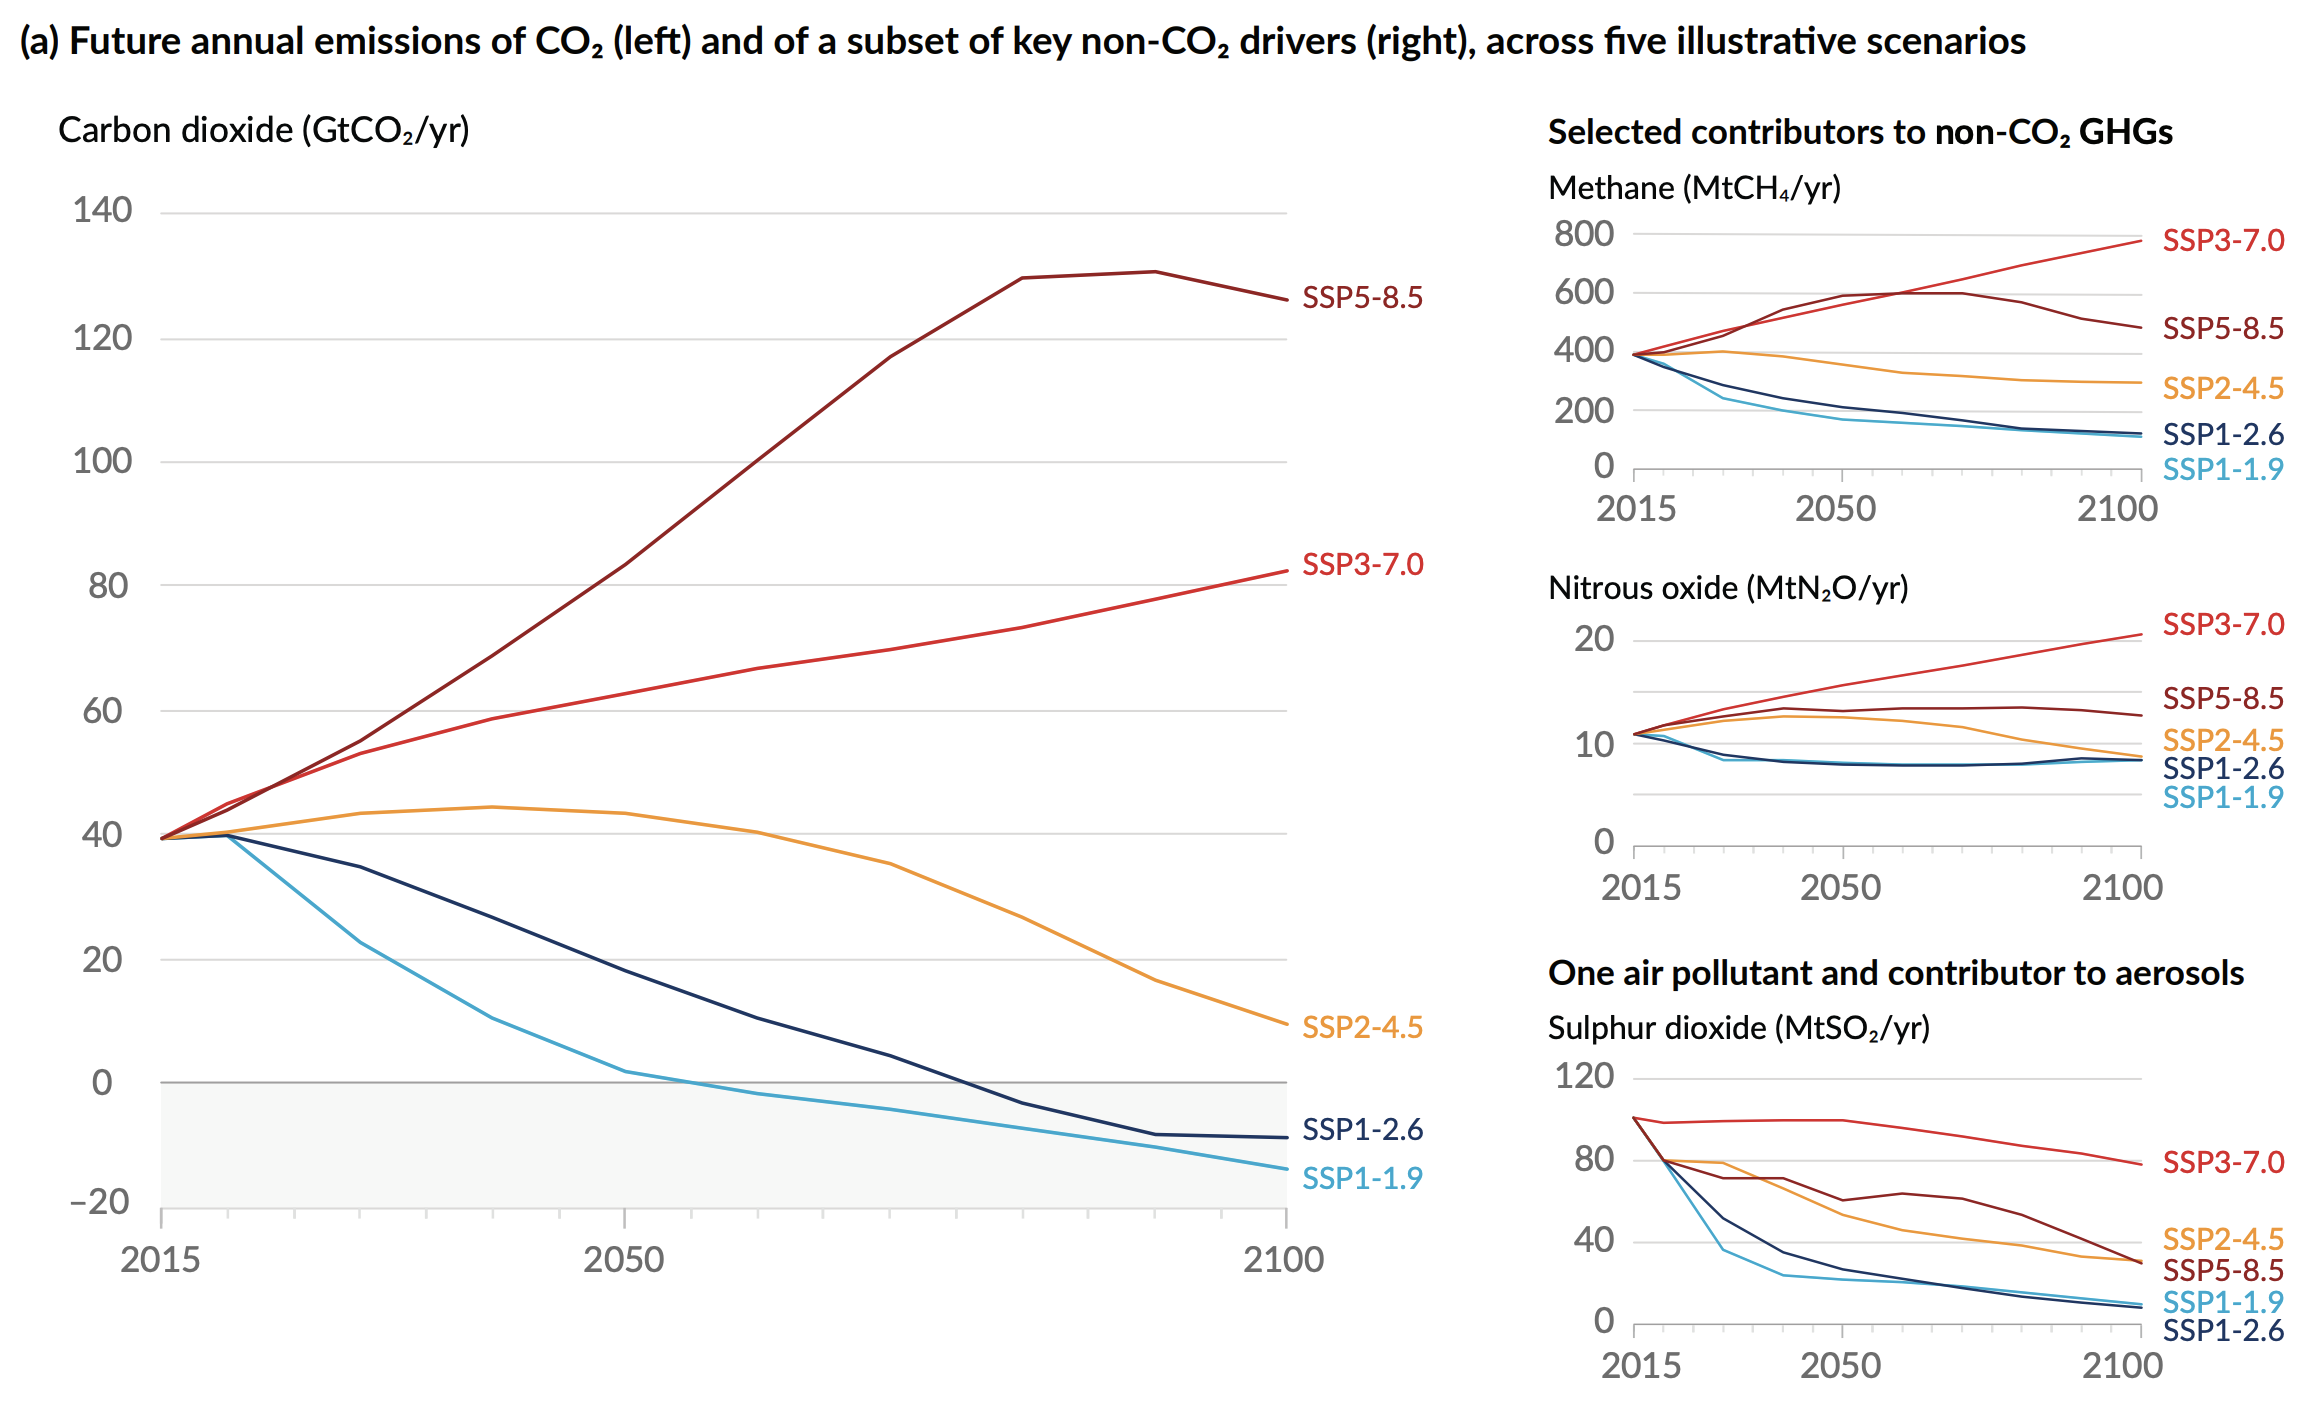 (a) Future annual emissions of CO₂ (left) and of a subset of key non-CO₂ drivers (right), across five illustrative scenarios
Carbon dioxide (GtCO₂/yr)
140
120
100
80
60
40
20
0
–20
2015 2050 2100
SSP5-8.5
SSP3-7.0
SSP2-4.5
SSP1-2.6
SSP1-1.9
Selected contributors to non-CO₂ GHGs
Methane (MtCH₄/yr)
800
600
400
200
0
2015 2050 2100
SSP3-7.0
SSP5-8.5
SSP2-4.5
SSP1-2.6
SSP1-1.9
Nitrous oxide (MtN₂O/yr)
20
10
0
2015 2050 2100
SSP3-7.0
SSP5-8.5
SSP2-4.5
SSP1-2.6
SSP1-1.9
One air pollutant and contributor to aerosols
Sulphur dioxide (MtSO₂/yr)
120
80
40
0
2015 2050 2100
SSP3-7.0
SSP2-4.5
SSP5-8.5
SSP1-1.9
SSP1-2.6